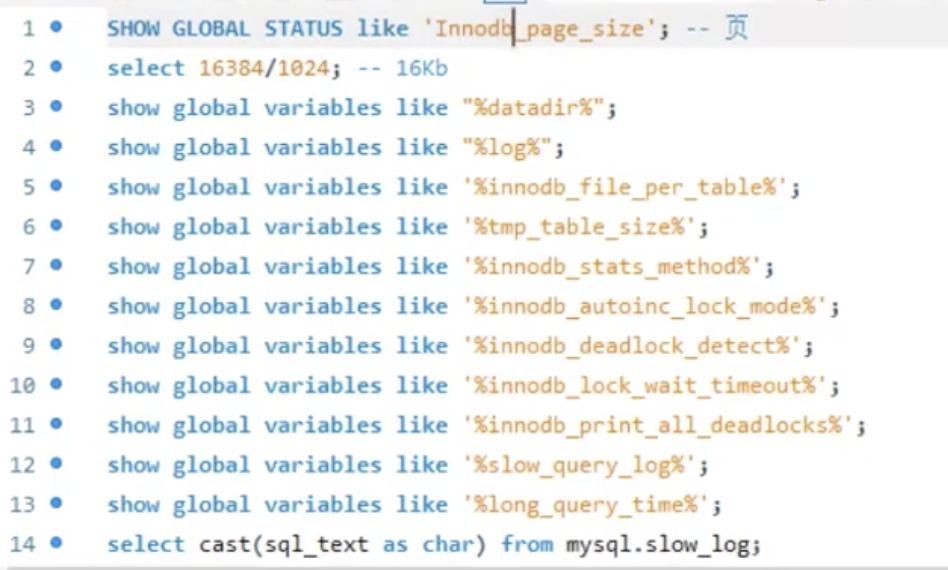 1 SHOW GLOBAL STATUS like 'Innodb_page_size'; -- 页
2 select 16384/1024; -- 16Kb
3 show global variables like "%datadir%";
4 show global variables like "%log%";
5 show global variables like '%innodb_file_per_table%';
6 show global variables like '%tmp_table_size%';
7 show global variables like '%innodb_stats_method%';
8 show global variables like '%innodb_autoinc_lock_mode%';
9 show global variables like '%innodb_deadlock_detect%';
10 show global variables like '%innodb_lock_wait_timeout%';
11 show global variables like '%innodb_print_all_deadlocks%';
12 show global variables like '%slow_query_log%';
13 show global variables like '%long_query_time%';
14 select cast(sql_text as char) from mysql.slow_log;